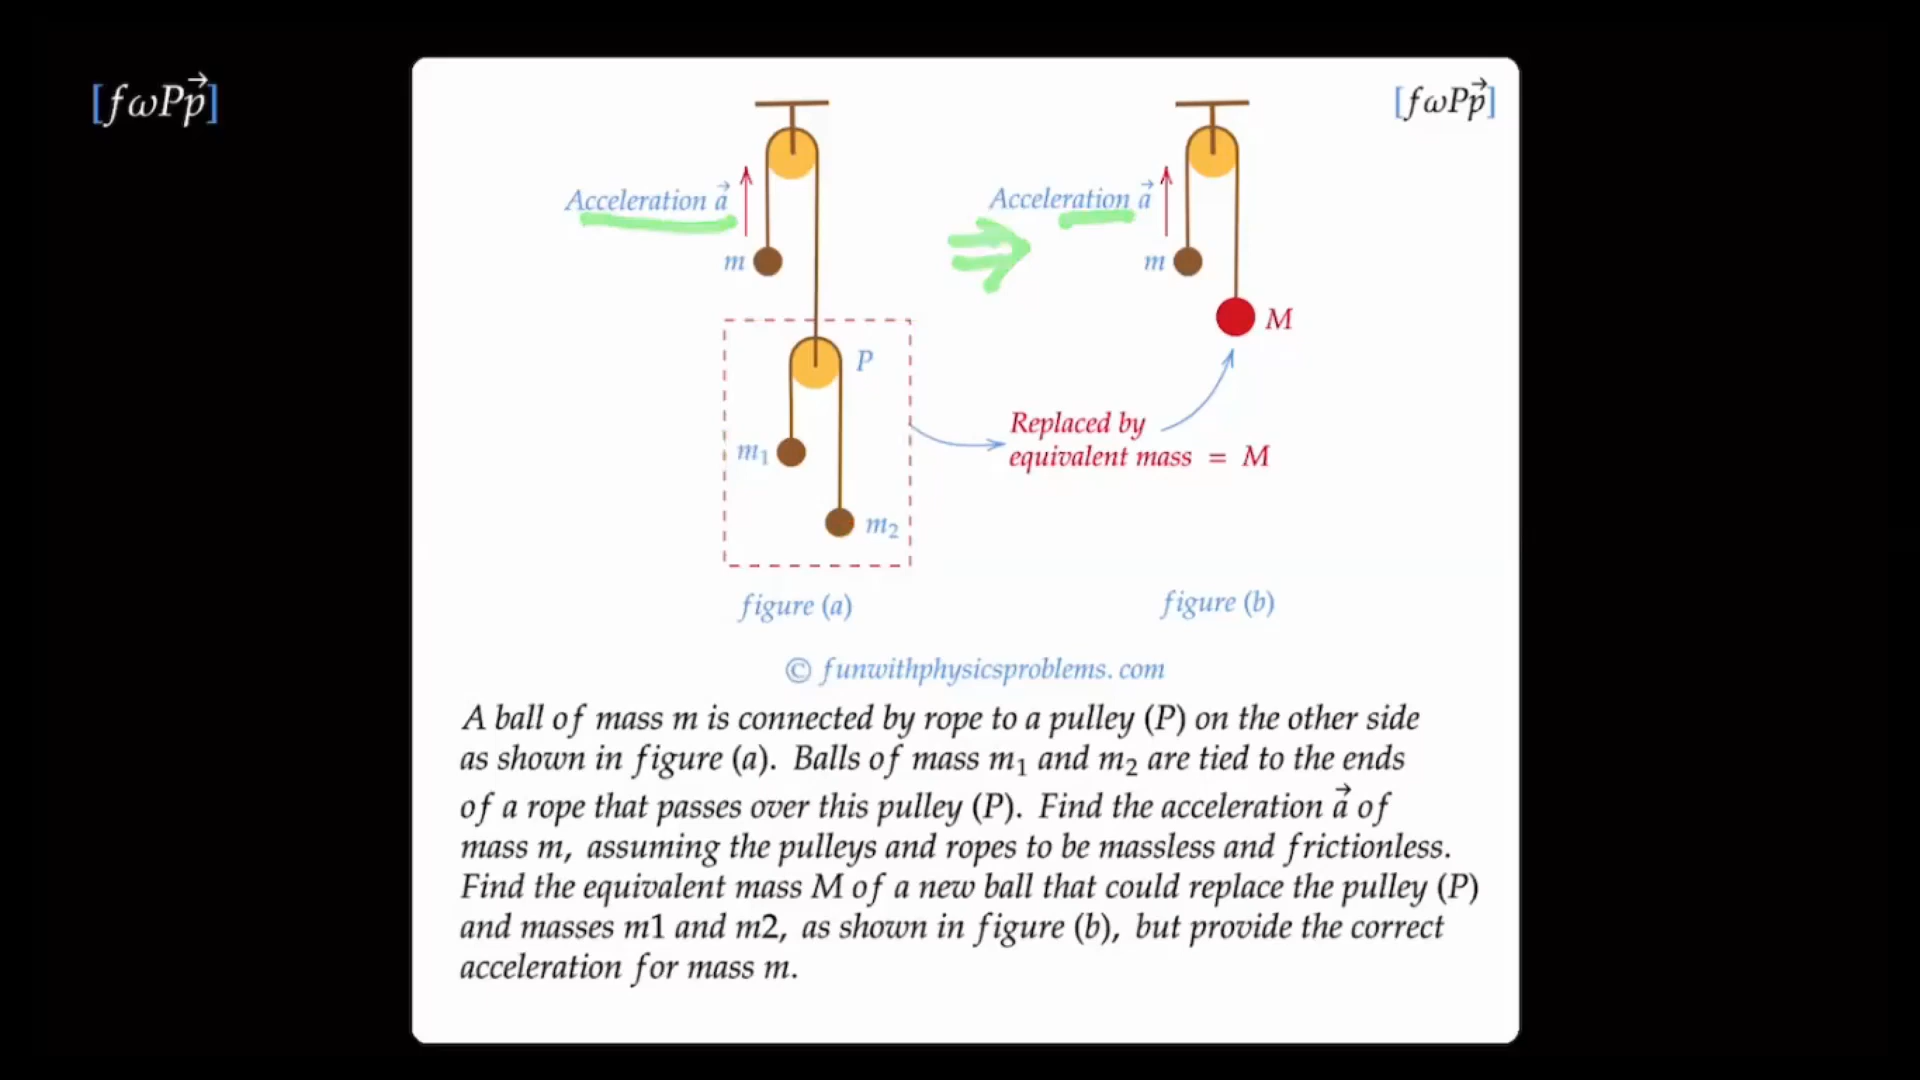 [fωPp⃗]
[fωPp⃗]
Acceleration a⃗
Acceleration a⃗
m
m
M
P
Replaced by
equivalent mass = M
m₁
m₂
figure (a)
figure (b)
© funwithphysicsproblems. com
A ball of mass m is connected by rope to a pulley (P) on the other side
as shown in figure (a). Balls of mass m₁ and m₂ are tied to the ends
of a rope that passes over this pulley (P). Find the acceleration a⃗ of
mass m, assuming the pulleys and ropes to be massless and frictionless.
Find the equivalent mass M of a new ball that could replace the pulley (P)
and masses m1 and m2, as shown in figure (b), but provide the correct
acceleration for mass m.